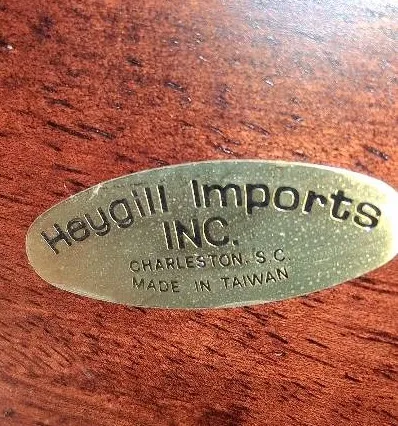 Haygill Imports
INC.
CHARLESTON, S.C.
MADE IN TAIWAN